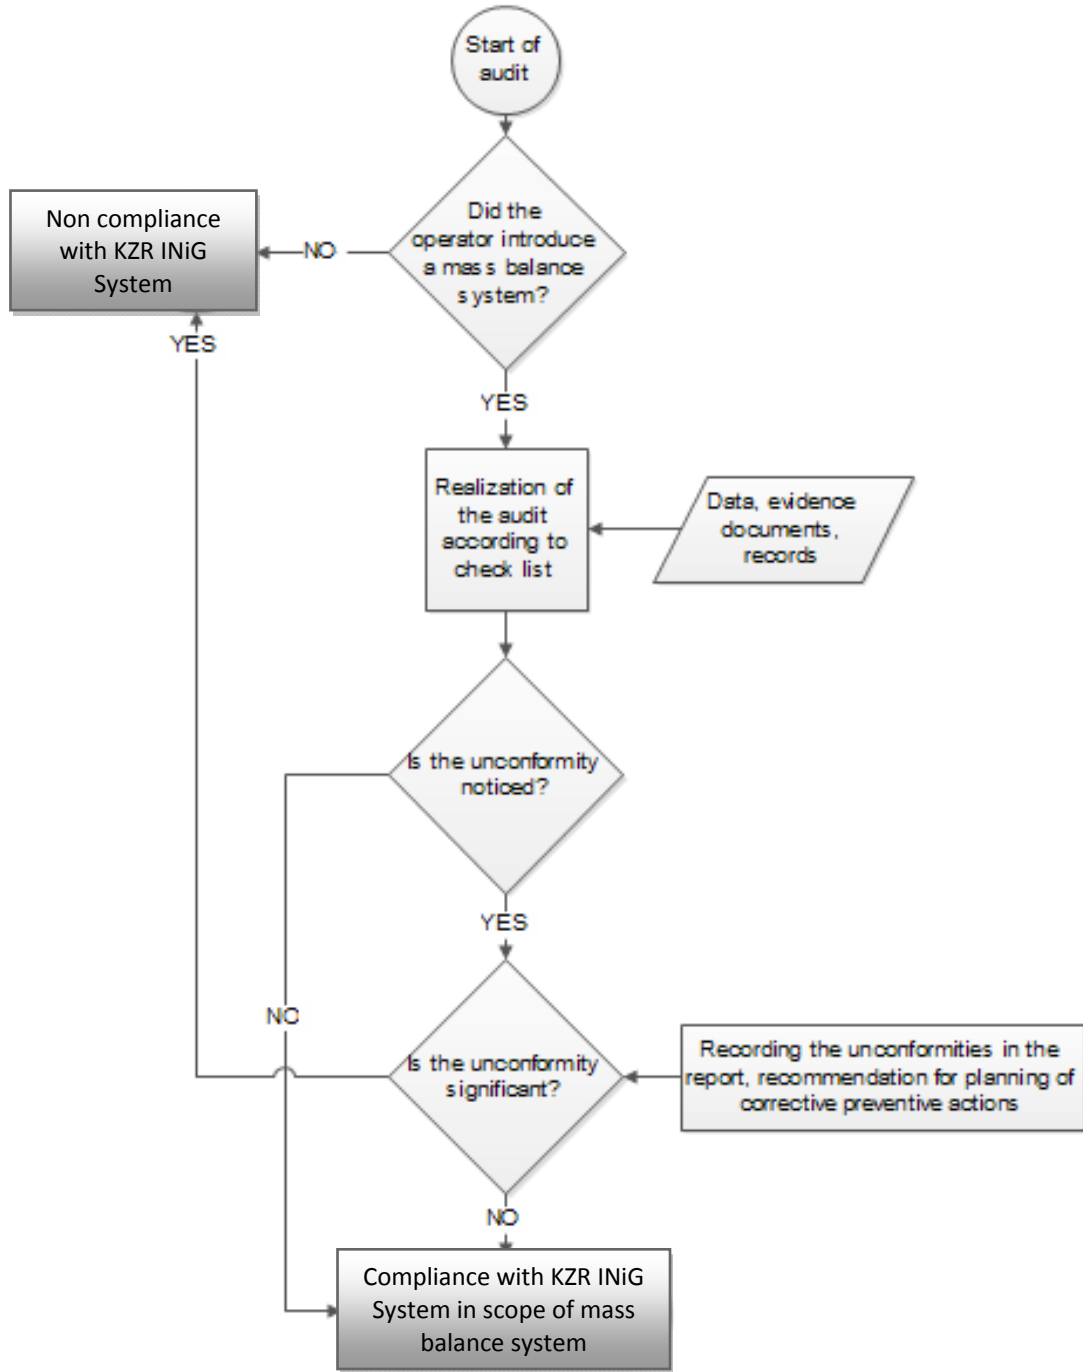 Start of
audit
Did the
operator introduce
a mass balance
system?
NO
Non compliance
with KZR INiG
System
YES
YES
Realization of
the audit
according to
check list
Data, evidence
documents,
records
Is the unconformity
noticed?
YES
NO
Is the unconformity
significant?
Recording the unconformities in the
report, recommendation for planning of
corrective preventive actions
NO
Compliance with KZR INiG
System in scope of mass
balance system